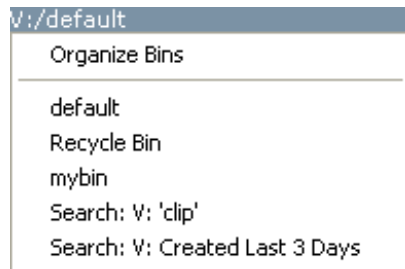 V:/default
Organize Bins
default
Recycle Bin
mybin
Search: V: 'clip'
Search: V: Created Last 3 Days